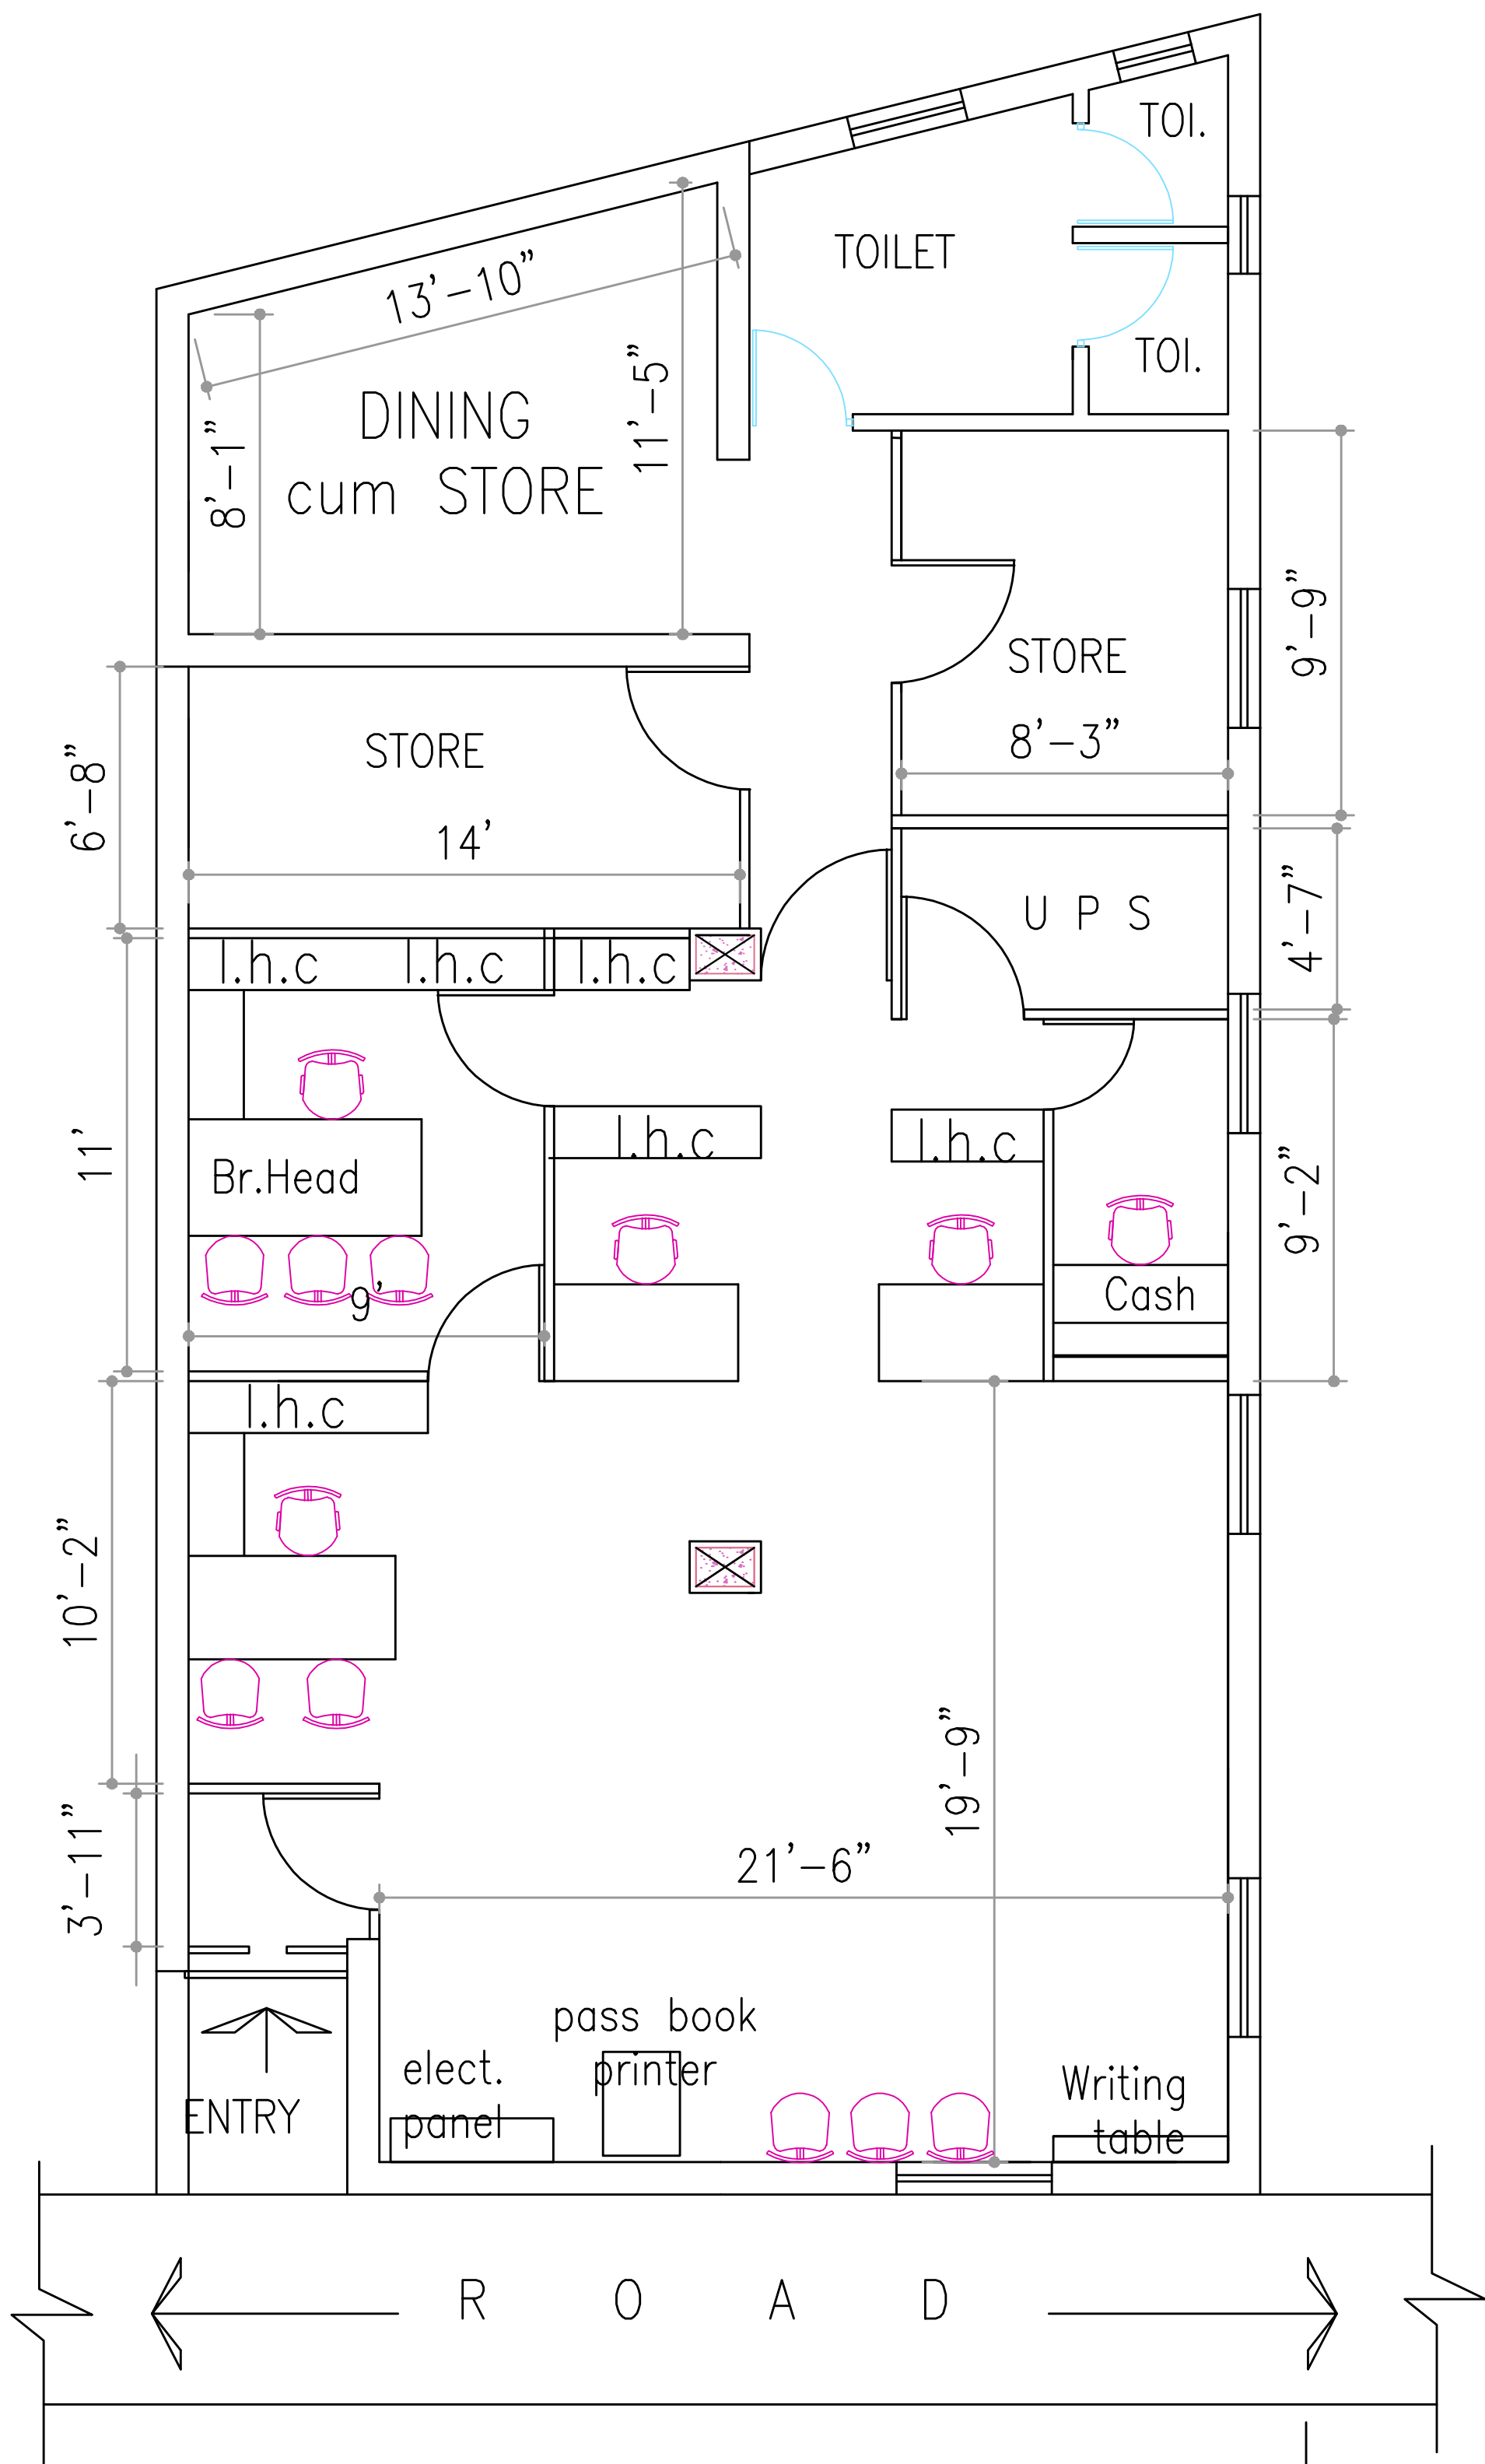 TOI.
TOILET
13'-10"
TOI.
11'-5"
DINING
8'-1"
cum STORE
9'-9"
STORE
8'-3"
STORE
6'-8"
14'
U P S
4'-7"
l.h.c l.h.c l.h.c
11'
l.h.c
l.h.c
Br.Head
9'-2"
Cash
9'
l.h.c
10'-2"
19'-9"
21'-6"
3'-11"
pass book
printer
elect.
panel
Writing
table
ENTRY
R O A D